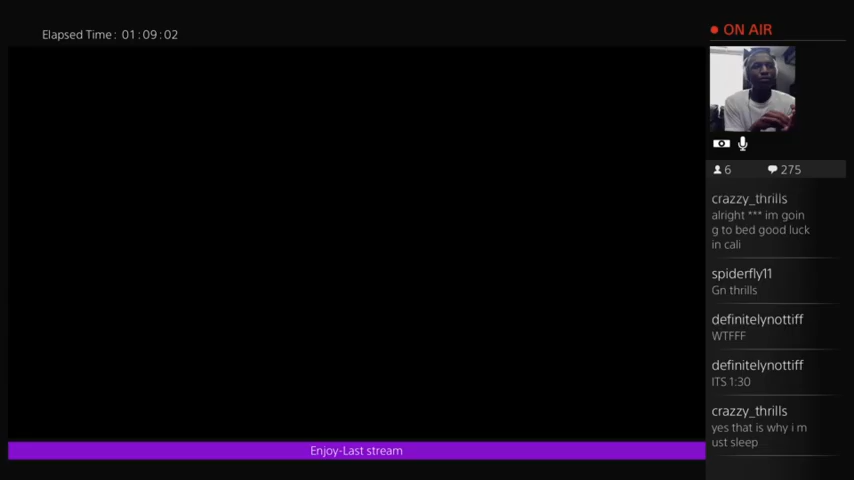 Elapsed Time: 01:09:02
ON AIR
6 275
crazzy_thrills
alright *** im goin
g to bed good luck
in cali
spiderfly11
Gn thrills
definitelynottiff
WTFFF
definitelynottiff
ITS 1:30
crazzy_thrills
yes that is why i m
ust sleep
Enjoy-Last stream